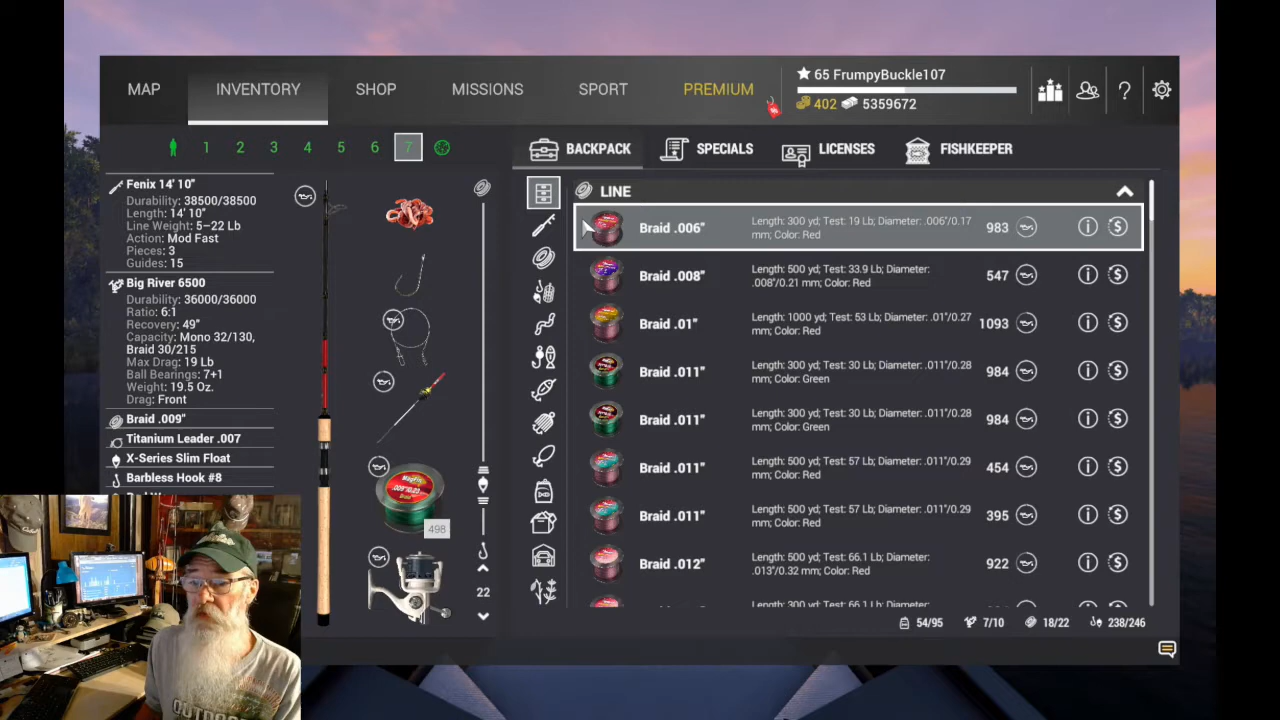 MAP
INVENTORY
SHOP
MISSIONS
SPORT
PREMIUM
65 FrumpyBuckle107
402 5359672
?
1 2 3 4 5 6 7
BACKPACK
SPECIALS
LICENSES
FISHKEEPER
Fenix 14' 10"
Durability: 38500/38500
Length: 14' 10"
Line Weight: 5–22 Lb
Action: Mod Fast
Pieces: 3
Guides: 15
Big River 6500
Durability: 36000/36000
Ratio: 6:1
Recovery: 49"
Capacity: Mono 32/130,
Braid 30/215
Max Drag: 19 Lb
Ball Bearings: 7+1
Weight: 19.5 Oz.
Drag: Front
Braid .009"
Titanium Leader .007
X-Series Slim Float
Barbless Hook #8
498
22
LINE
Braid .006"
Length: 300 yd; Test: 19 Lb; Diameter: .006"/0.17
mm; Color: Red
983
Braid .008"
Length: 500 yd; Test: 33.9 Lb; Diameter:
.008"/0.21 mm; Color: Red
547
Braid .01"
Length: 1000 yd; Test: 53 Lb; Diameter: .01"/0.27
mm; Color: Red
1093
Braid .011"
Length: 300 yd; Test: 30 Lb; Diameter: .011"/0.28
mm; Color: Green
984
Braid .011"
Length: 300 yd; Test: 30 Lb; Diameter: .011"/0.28
mm; Color: Green
984
Braid .011"
Length: 500 yd; Test: 57 Lb; Diameter: .011"/0.29
mm; Color: Red
454
Braid .011"
Length: 500 yd; Test: 57 Lb; Diameter: .011"/0.29
mm; Color: Red
395
Braid .012"
Length: 500 yd; Test: 66.1 Lb; Diameter:
.013"/0.32 mm; Color: Red
922
54/95
7/10
18/22
238/246